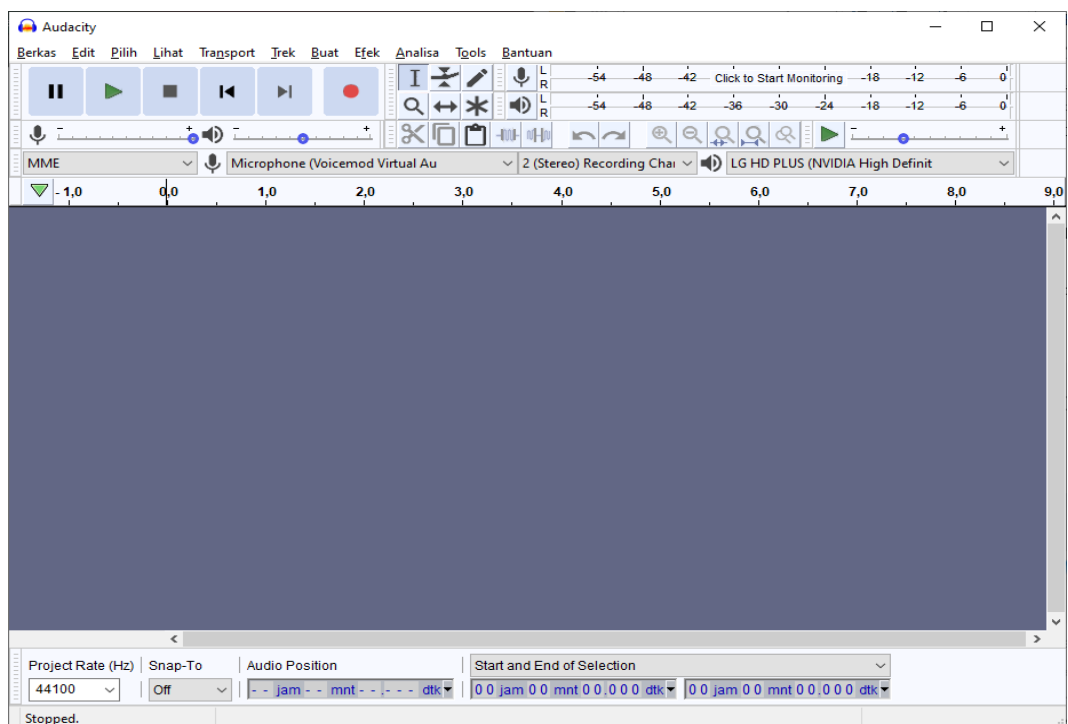 Audacity
Berkas Edit Pilih Lihat Transport Trek Buat Efek Analisa Tools Bantuan
L R -54 -48 -42 Click to Start Monitoring -18 -12 -6 0
L R -54 -48 -42 -36 -30 -24 -18 -12 -6 0
- + - + - +
MME Microphone (Voicemod Virtual Au 2 (Stereo) Recording Chai LG HD PLUS (NVIDIA High Definit
- 1,0 0,0 1,0 2,0 3,0 4,0 5,0 6,0 7,0 8,0 9,0
Project Rate (Hz) Snap-To Audio Position Start and End of Selection
44100 Off - - jam - - mnt - - . - - - dtk 0 0 jam 0 0 mnt 0 0 . 0 0 0 dtk 0 0 jam 0 0 mnt 0 0 . 0 0 0 dtk
Stopped.